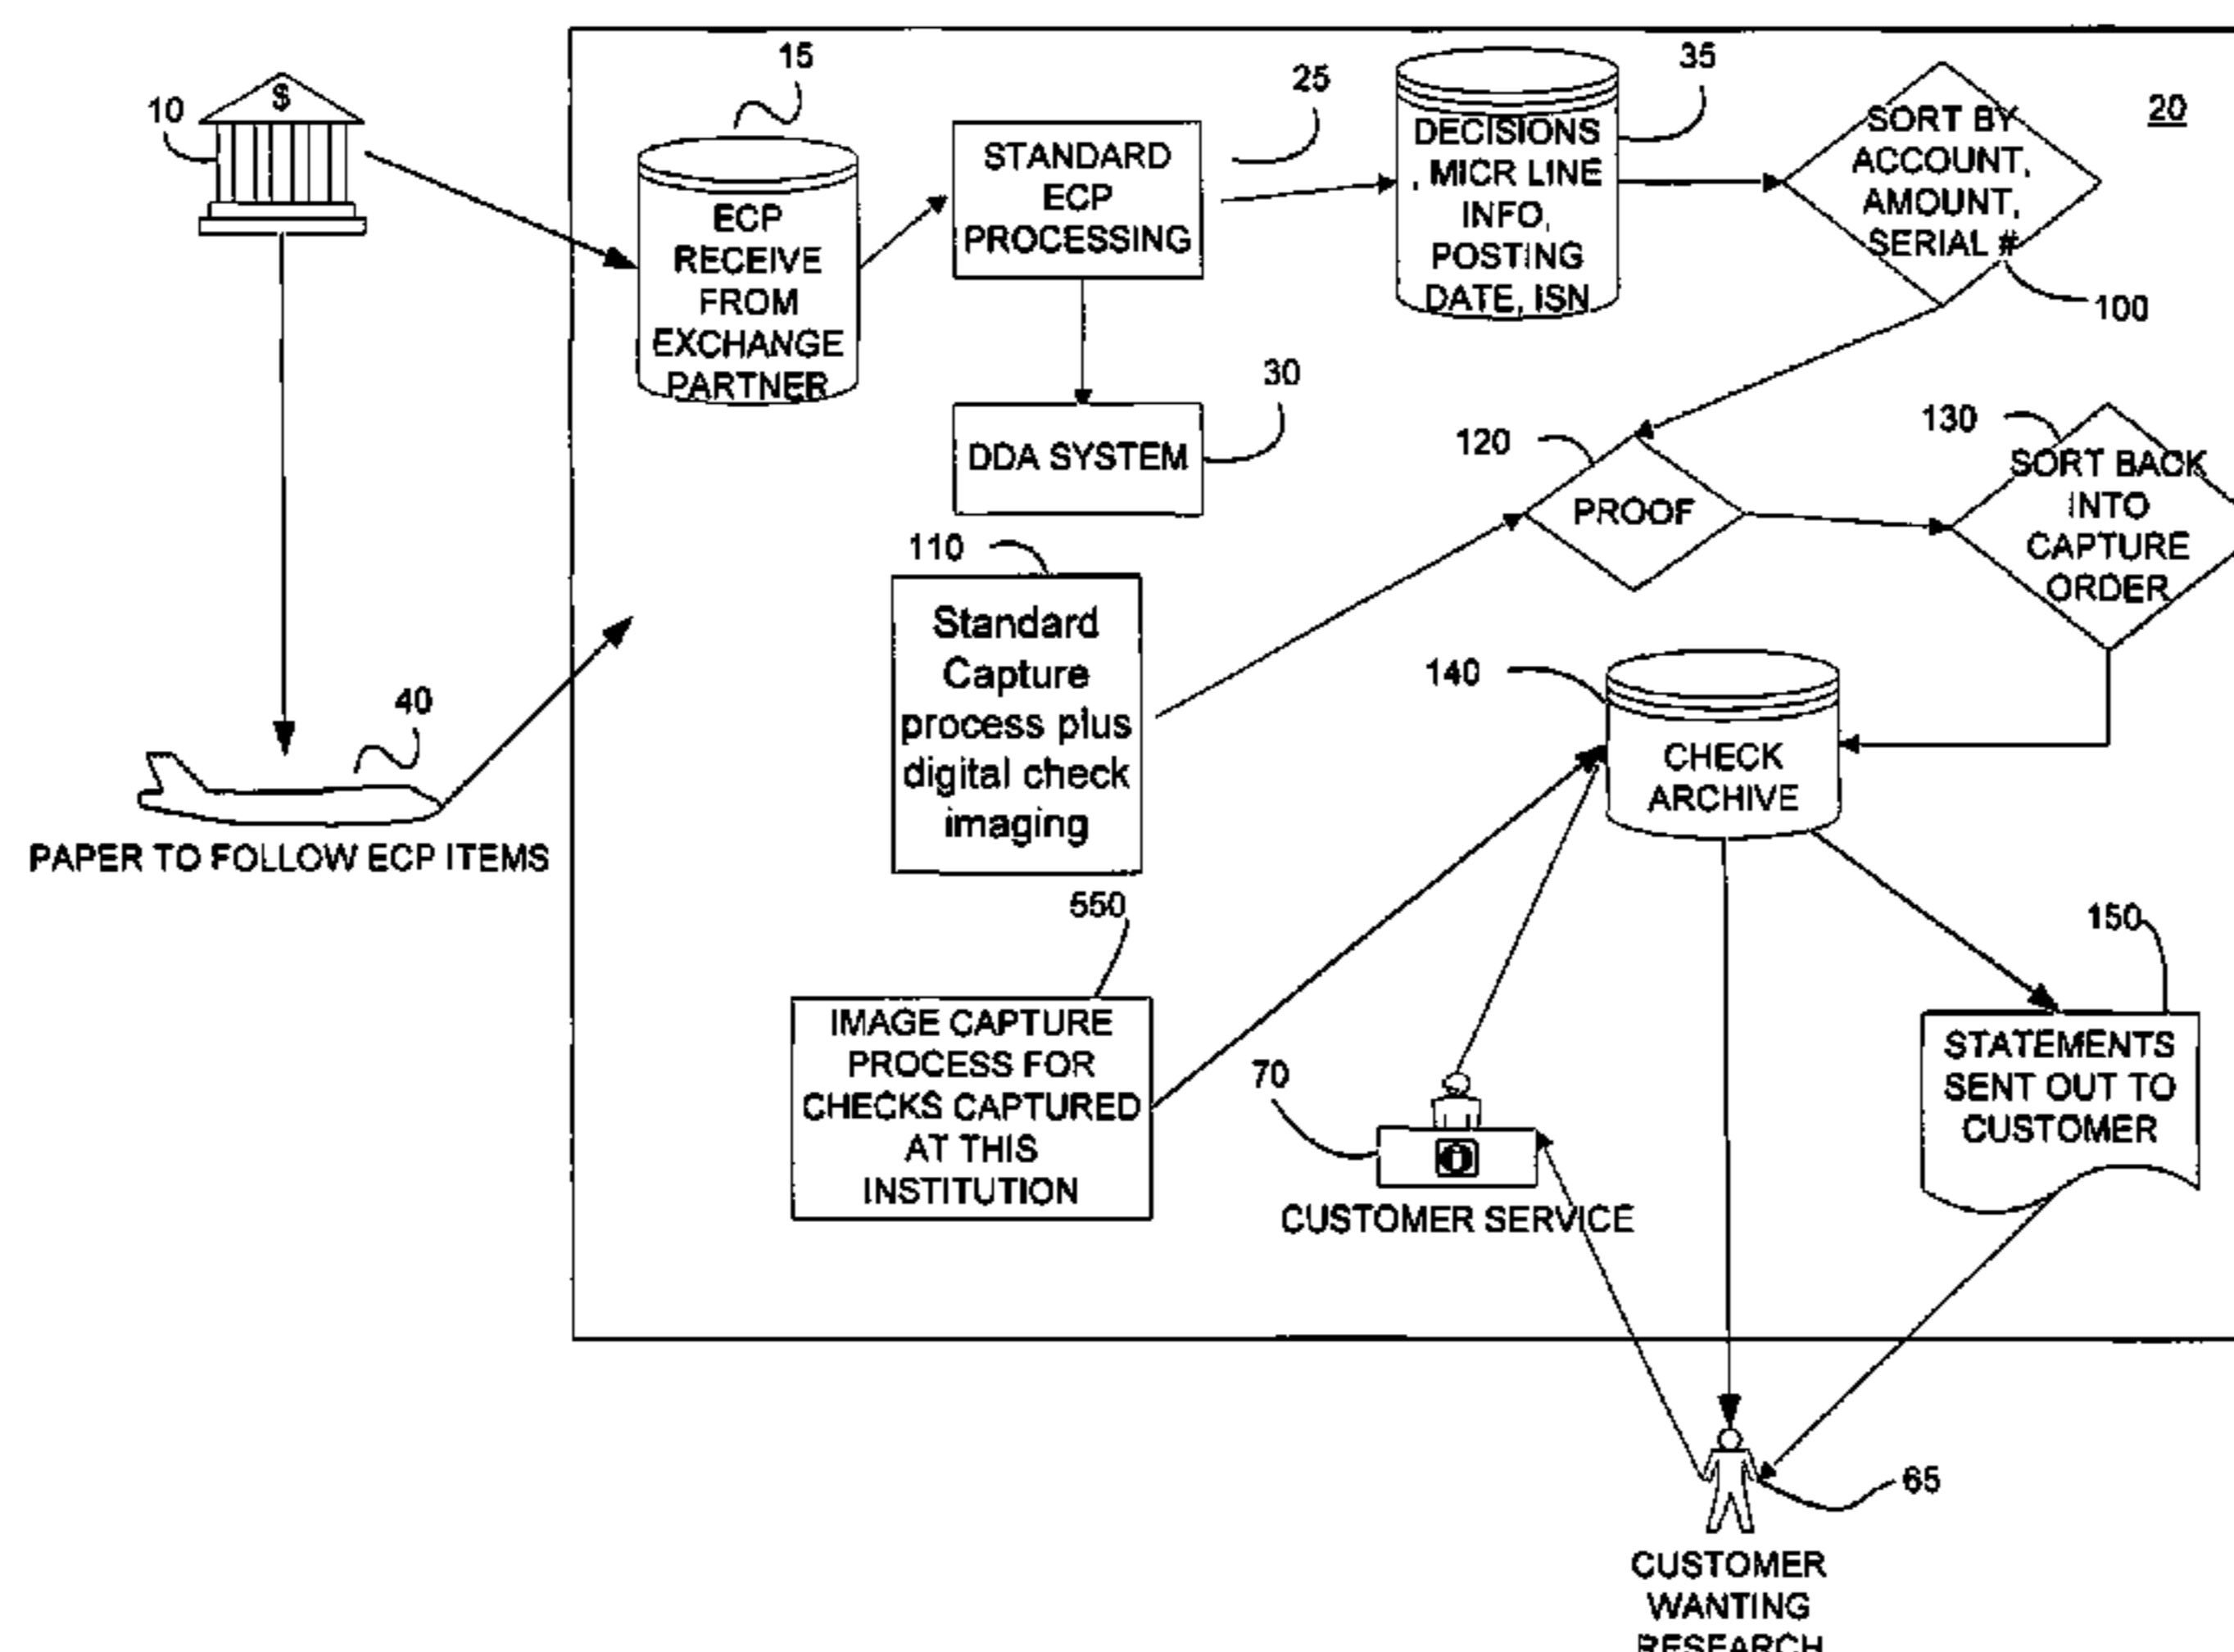 10
$
15
ECP
RECEIVE
FROM
EXCHANGE
PARTNER
25
STANDARD
ECP
PROCESSING
35
DECISIONS
, MICR LINE
INFO,
POSTING
DATE, ISN
SORT BY
ACCOUNT,
AMOUNT,
SERIAL #
20
100
30
DDA SYSTEM
120
PROOF
130
SORT BACK
INTO
CAPTURE
ORDER
110
Standard
Capture
process plus
digital check
imaging
40
PAPER TO FOLLOW ECP ITEMS
140
CHECK
ARCHIVE
550
IMAGE CAPTURE
PROCESS FOR
CHECKS CAPTURED
AT THIS
INSTITUTION
70
i
CUSTOMER SERVICE
150
STATEMENTS
SENT OUT TO
CUSTOMER
65
CUSTOMER
WANTING
RESEARCH